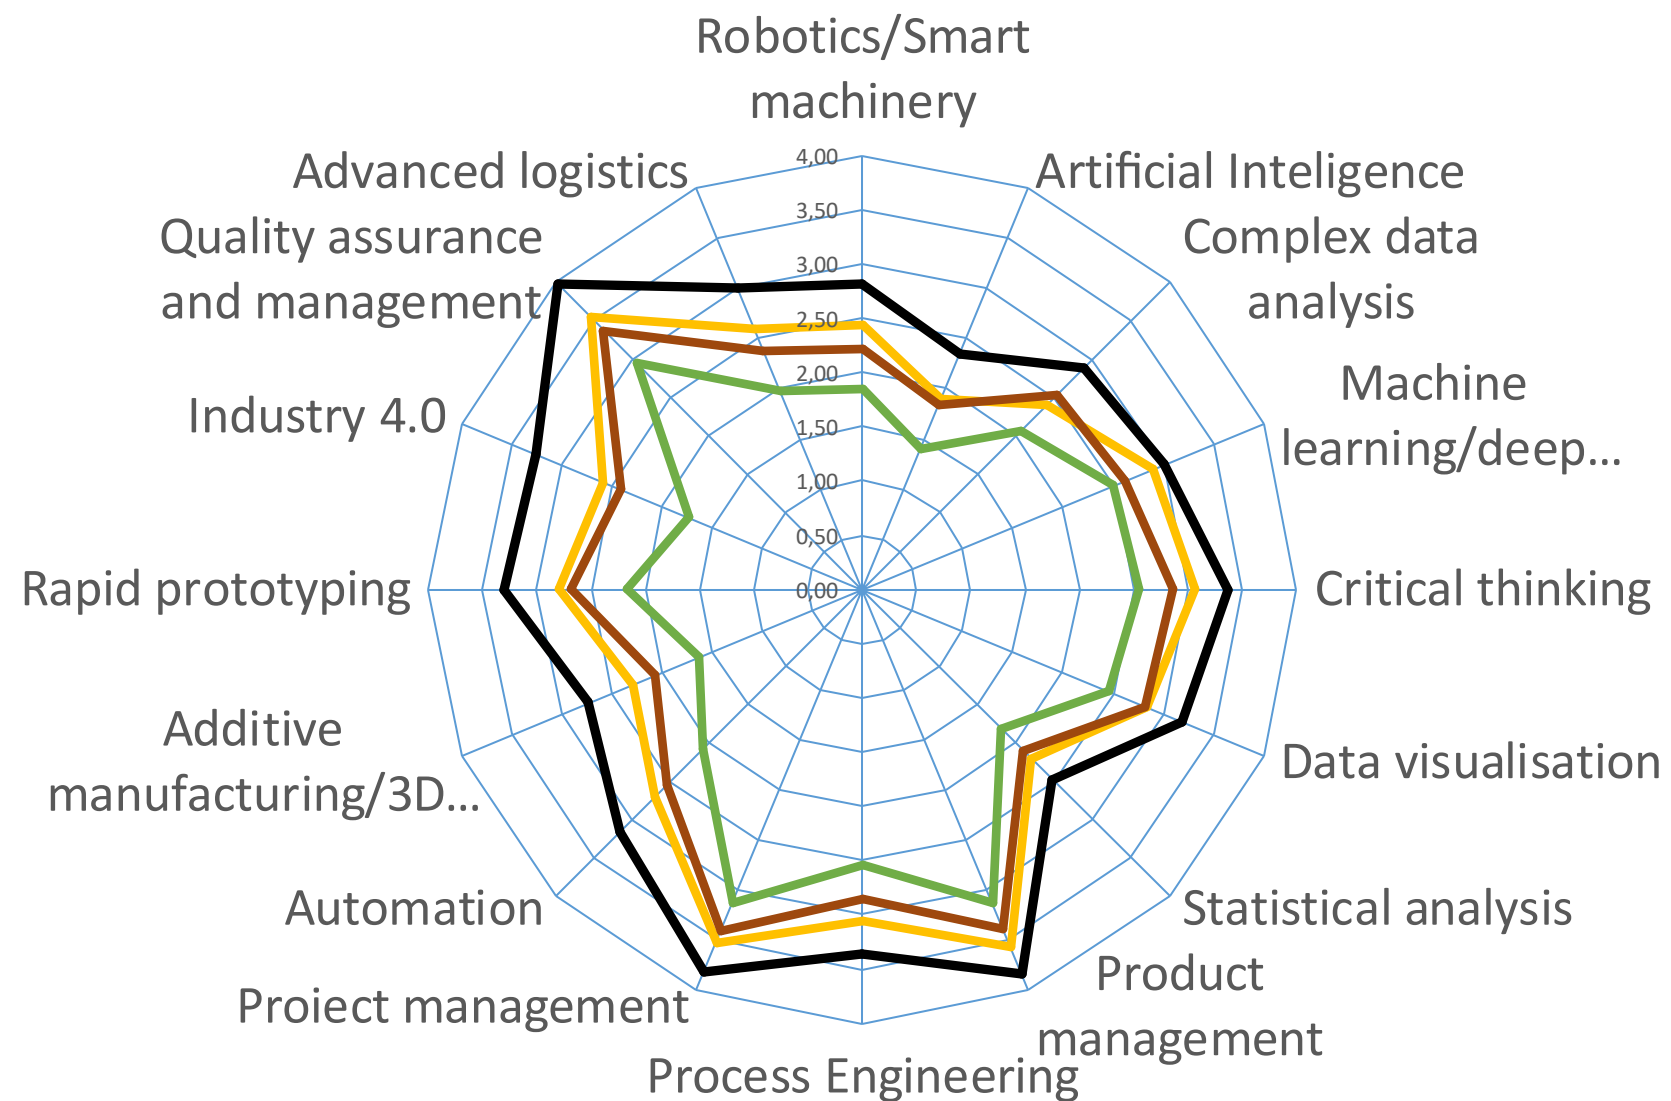 Robotics/Smart
machinery
Artificial Inteligence
Complex data
analysis
Machine
learning/deep...
Critical thinking
Data visualisation
Statistical analysis
Product
management
Process Engineering
Proiect management
Automation
Additive
manufacturing/3D...
Rapid prototyping
Industry 4.0
Quality assurance
and management
Advanced logistics
4,00
3,50
3,00
2,50
2,00
1,50
1,00
0,50
0,00